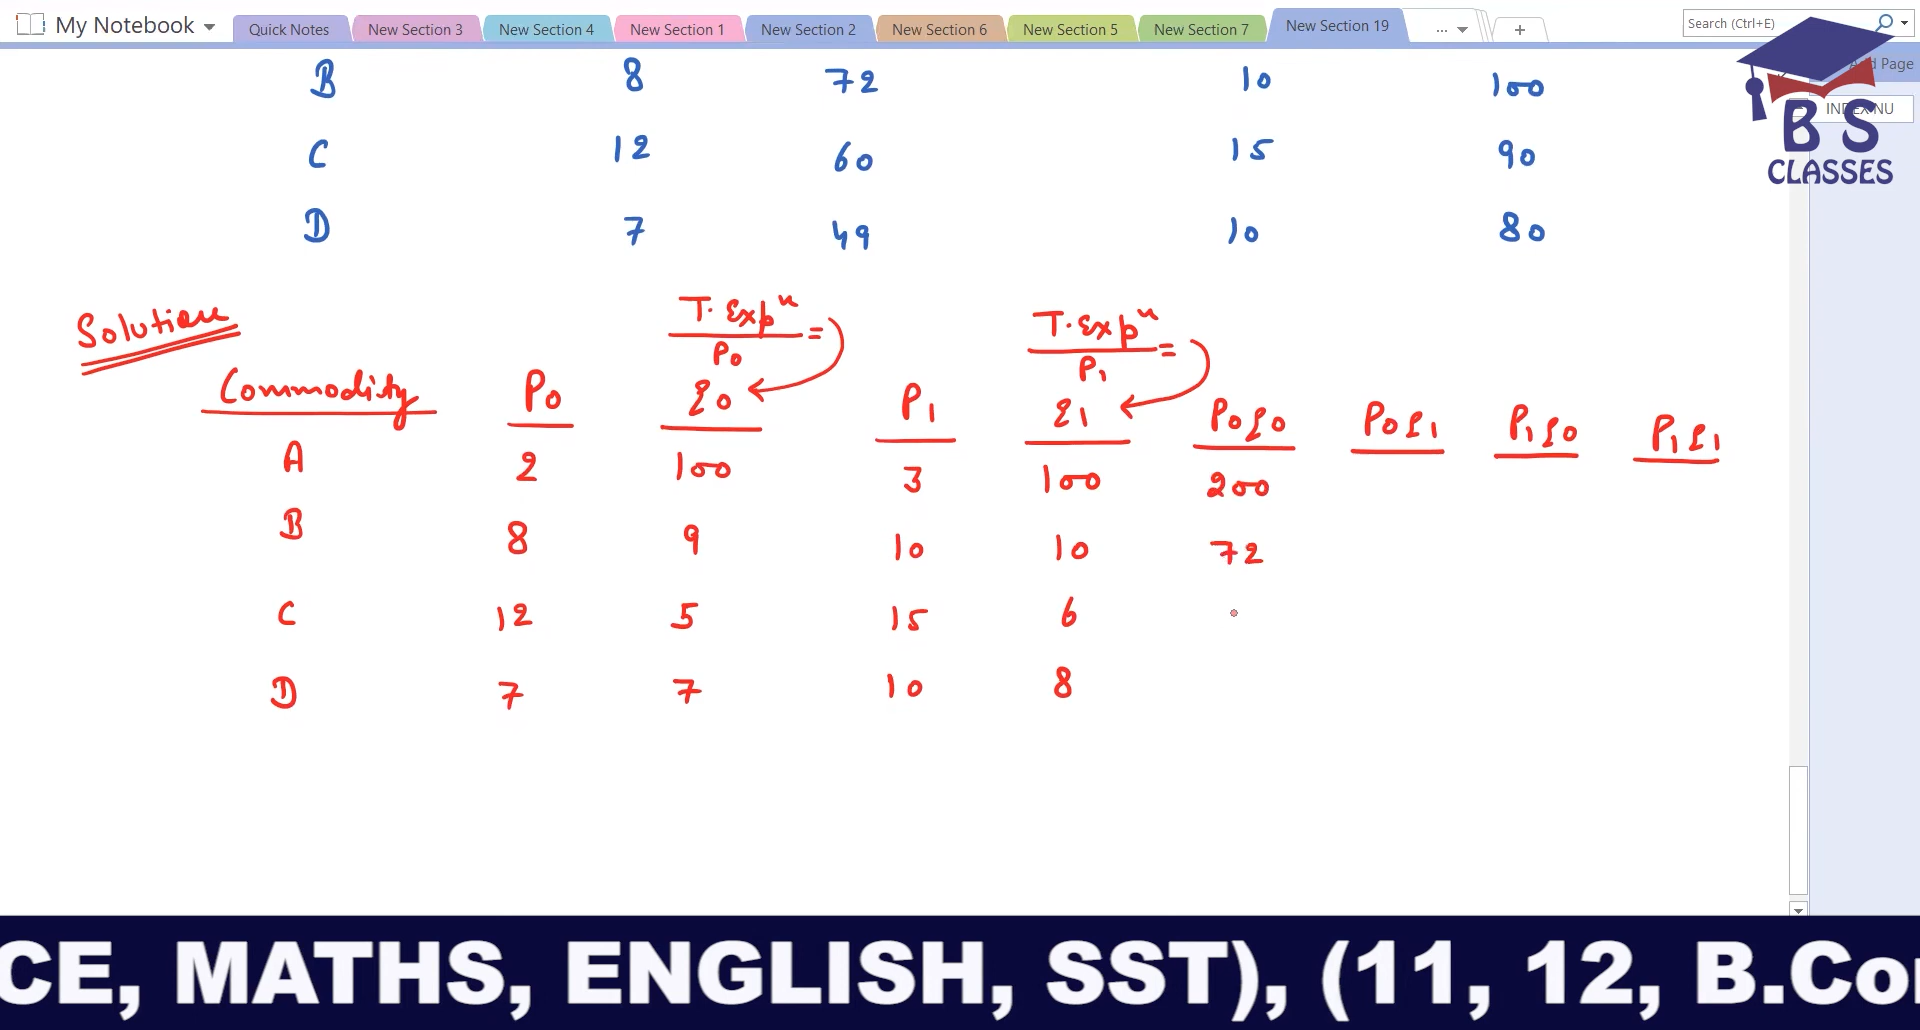 My Notebook Quick Notes New Section 3 New Section 4 New Section 1 New Section 2 New Section 6 New Section 5 New Section 7 New Section 19 ... + Search (Ctrl+E)
Page
INDEX NU
B S
CLASSES
B 8 72 10 100
C 12 60 15 90
D 7 49 10 80
Solution
T. Expⁿ / P₀ = T. Expⁿ / P₁ =
Commodity P₀ q₀ P₁ q₁ P₀q₀ P₀q₁ P₁q₀ P₁q₁
A 2 100 3 100 200
B 8 9 10 10 72
C 12 5 15 6
D 7 7 10 8
CE, MATHS, ENGLISH, SST), (11, 12, B.Co